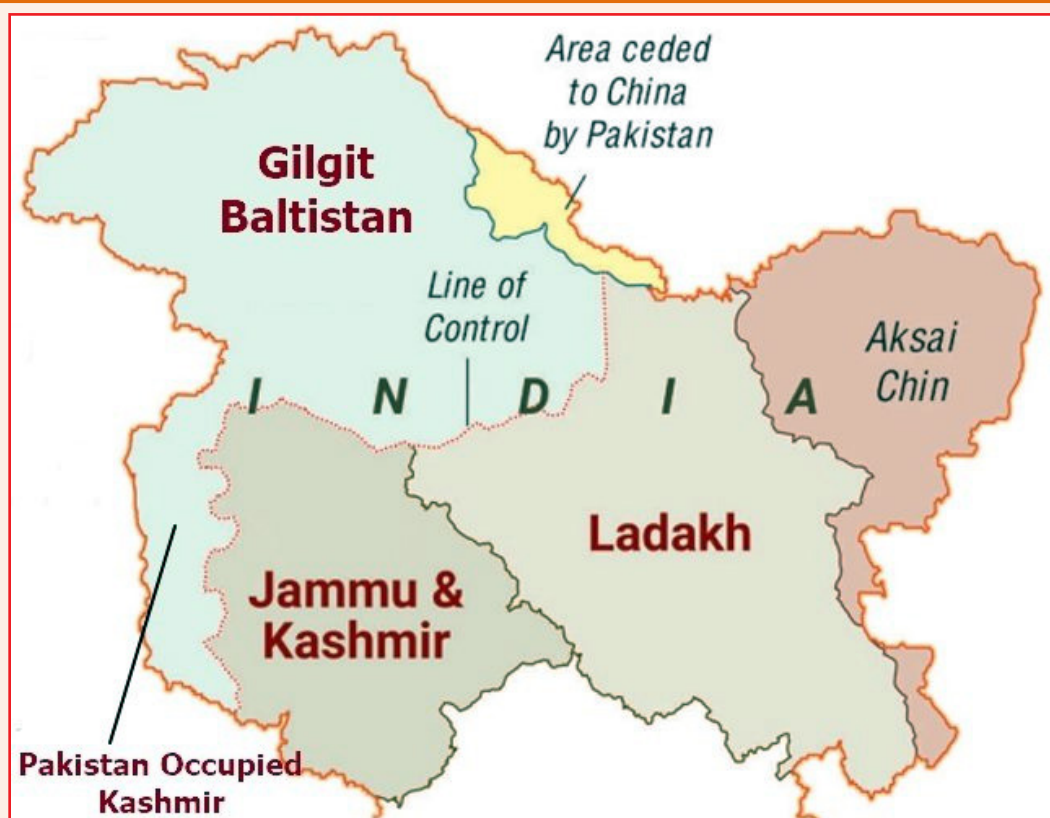 Area ceded
to China
by Pakistan
Gilgit
Baltistan
Line of
Control
Aksai
Chin
I N D I A
Ladakh
Jammu &
Kashmir
Pakistan Occupied
Kashmir